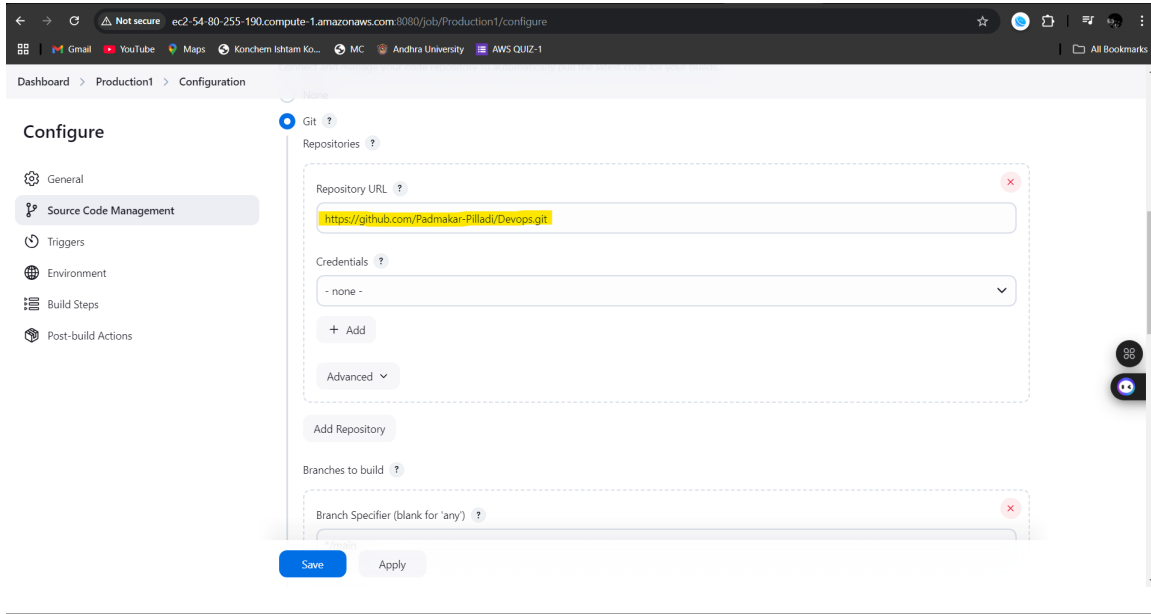 Not secure ec2-54-80-255-190.compute-1.amazonaws.com:8080/job/Production1/configure
Gmail YouTube Maps Konchem Ishtam Ko... MC Andhra University AWS QUIZ-1 All Bookmarks
Dashboard > Production1 > Configuration
None
Configure
General
Source Code Management
Triggers
Environment
Build Steps
Post-build Actions
Git ?
Repositories ?
Repository URL ?
https://github.com/Padmakar-Pilladi/Devops.git
Credentials ?
- none -
+ Add
Advanced
Add Repository
Branches to build ?
Branch Specifier (blank for 'any') ?
Save Apply